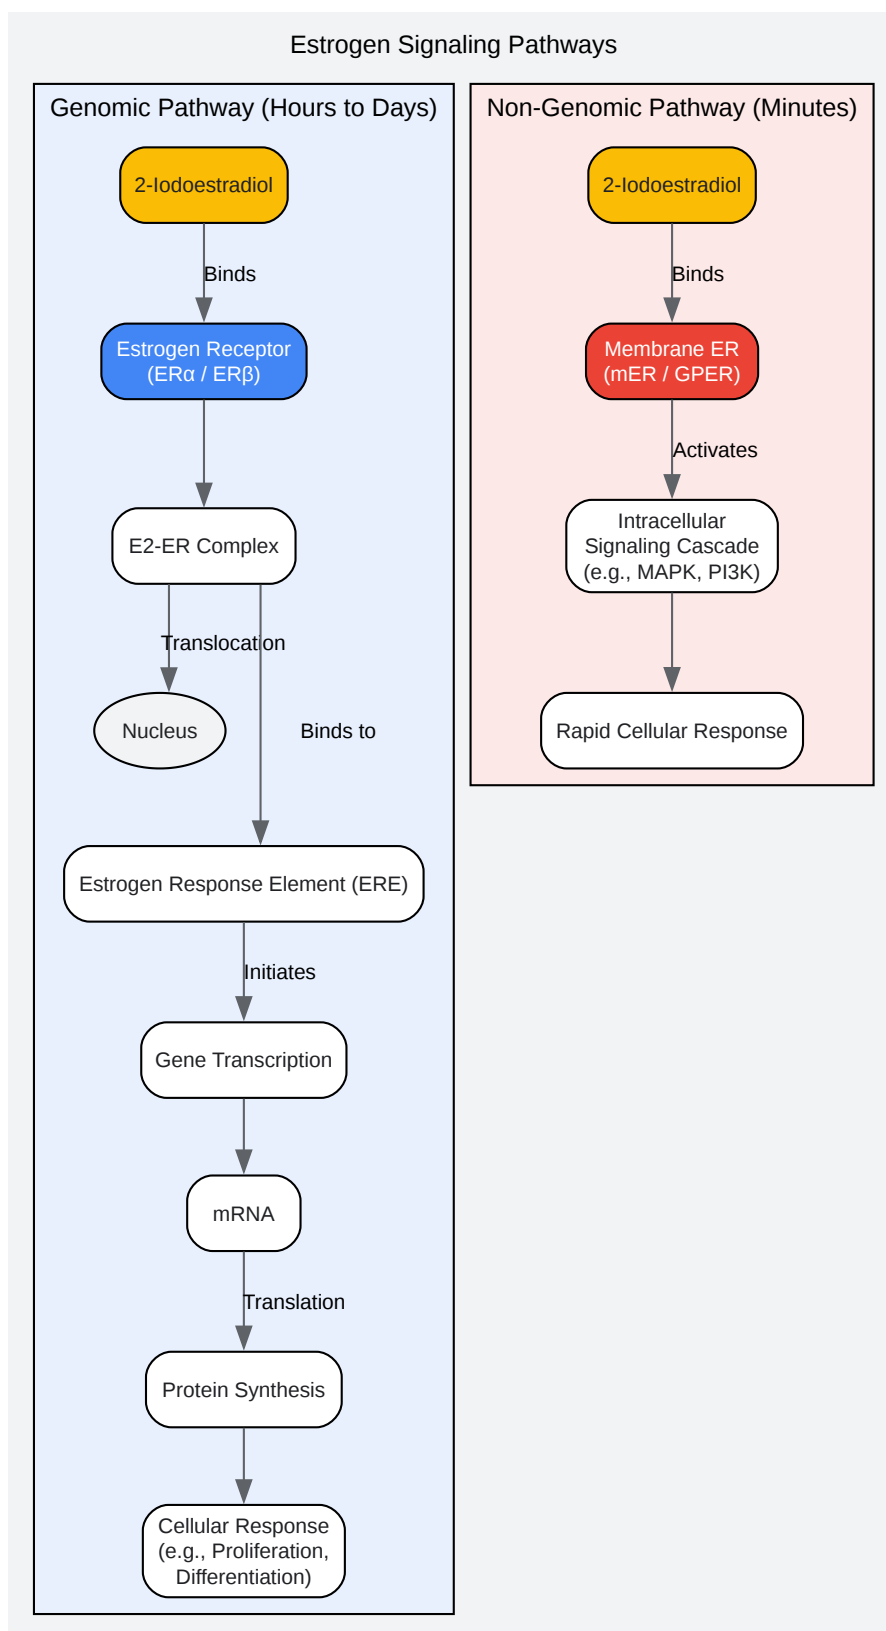 Estrogen Signaling Pathways
Genomic Pathway (Hours to Days)
2-Iodoestradiol
Binds
Estrogen Receptor
(ERα / ERβ)
E2-ER Complex
Translocation
Nucleus
Binds to
Estrogen Response Element (ERE)
Initiates
Gene Transcription
mRNA
Translation
Protein Synthesis
Cellular Response
(e.g., Proliferation,
Differentiation)
Non-Genomic Pathway (Minutes)
2-Iodoestradiol
Binds
Membrane ER
(mER / GPER)
Activates
Intracellular
Signaling Cascade
(e.g., MAPK, PI3K)
Rapid Cellular Response